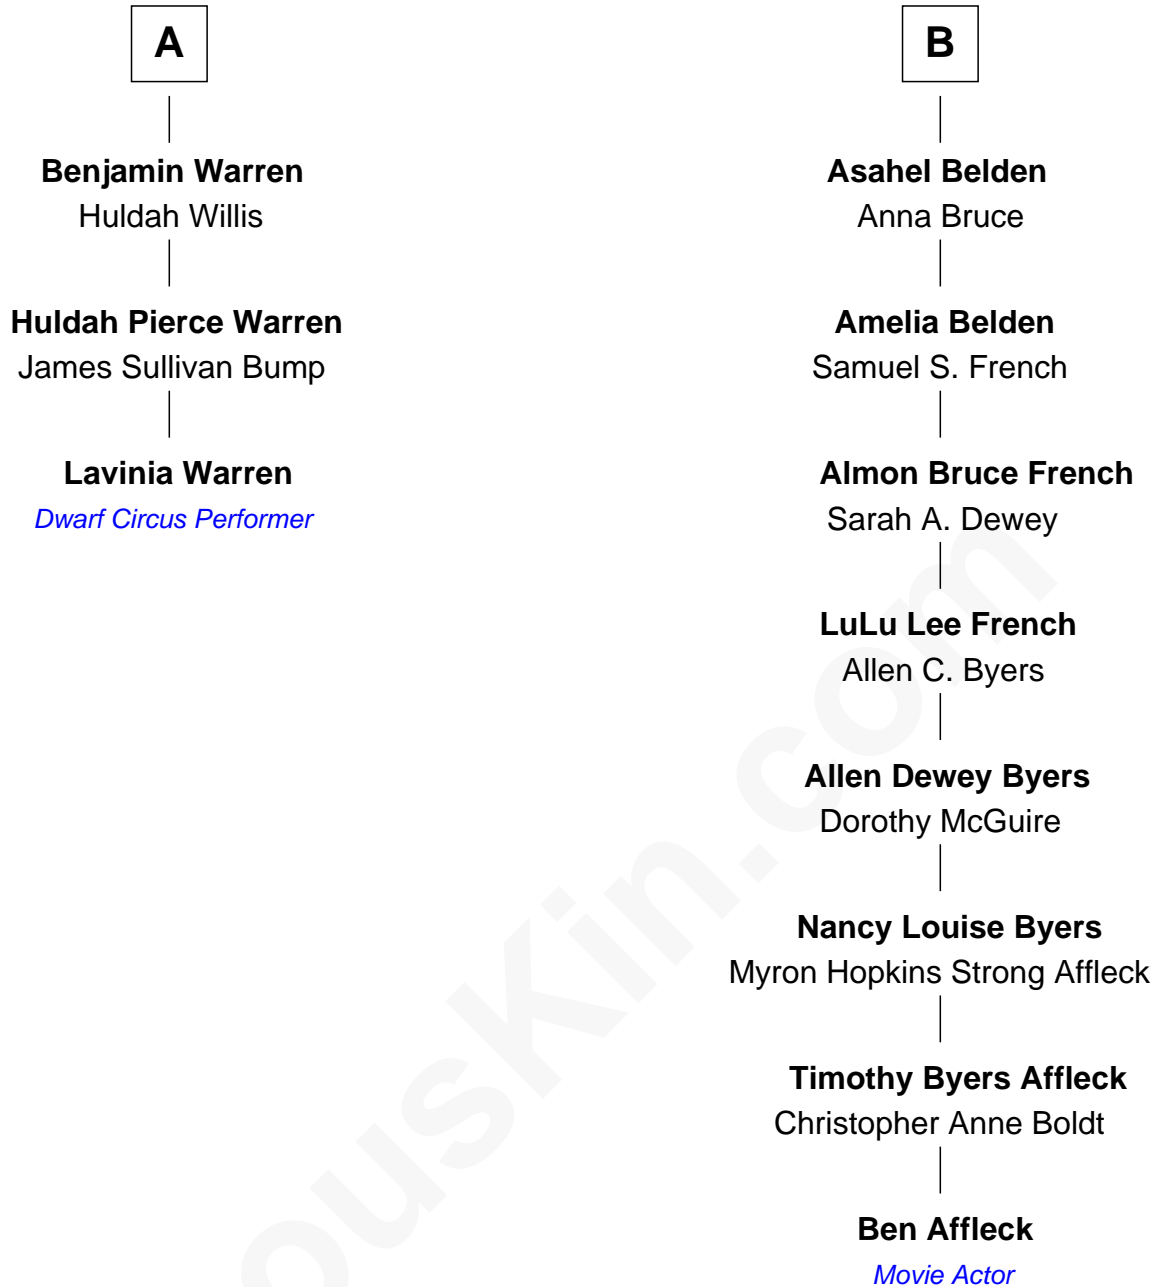 A
Benjamin Warren
Huldah Willis
Huldah Pierce Warren
James Sullivan Bump
Lavinia Warren
Dwarf Circus Performer
B
Asahel Belden
Anna Bruce
Amelia Belden
Samuel S. French
Almon Bruce French
Sarah A. Dewey
LuLu Lee French
Allen C. Byers
Allen Dewey Byers
Dorothy McGuire
Nancy Louise Byers
Myron Hopkins Strong Affleck
Timothy Byers Affleck
Christopher Anne Boldt
Ben Affleck
Movie Actor
ousKin.com